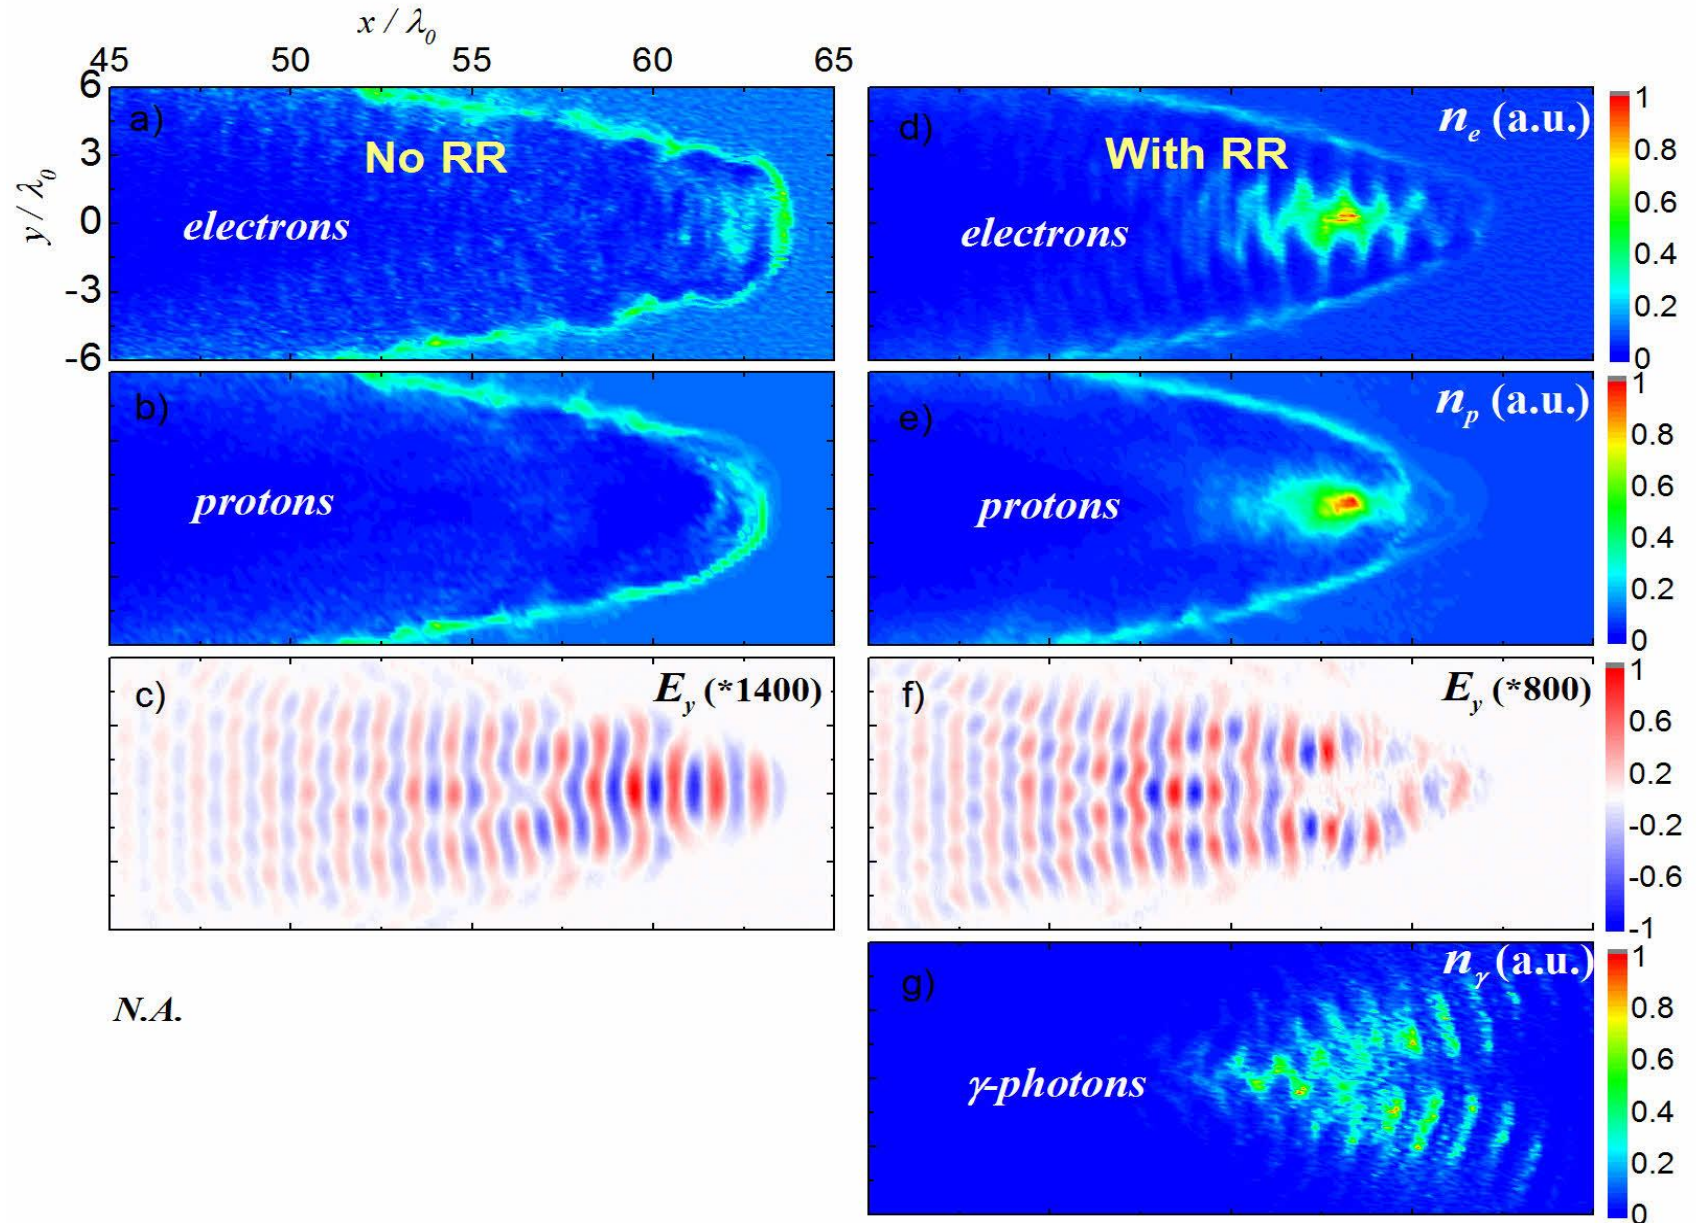 x / λ₀
45 50 55 60 65
y / λ₀
6
3
0
-3
-6
a)
No RR
electrons
d)
With RR
electrons
nₑ (a.u.)
1
0.8
0.6
0.4
0.2
0
b)
protons
e)
protons
nₚ (a.u.)
1
0.8
0.6
0.4
0.2
0
c)
E_y (*1400)
f)
E_y (*800)
1
0.6
0.2
-0.2
-0.6
-1
N.A.
g)
γ-photons
n_γ (a.u.)
1
0.8
0.6
0.4
0.2
0